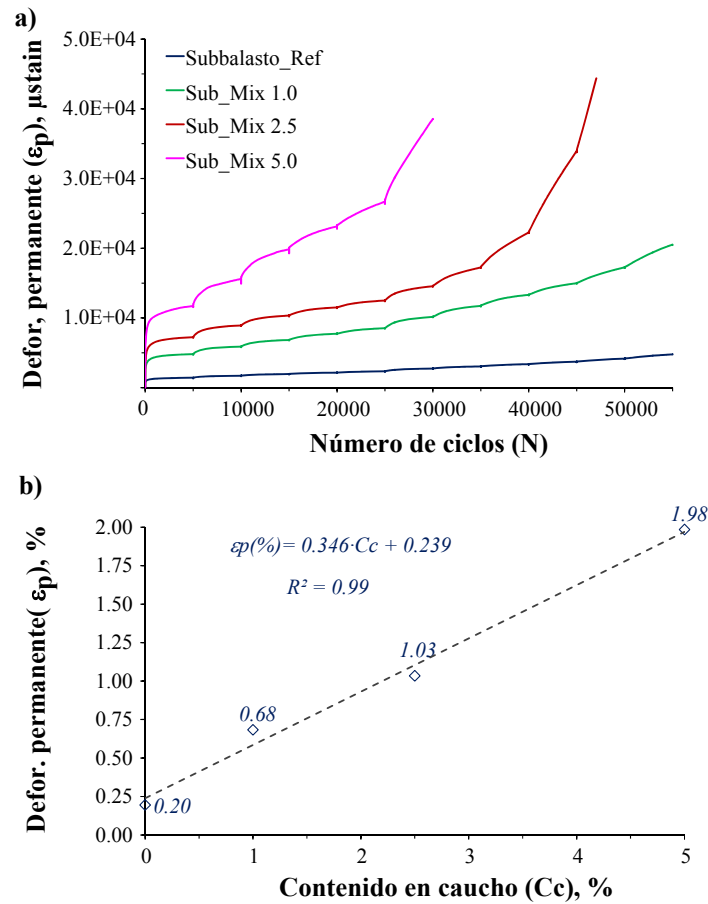 a)
5.0E+04
4.0E+04
3.0E+04
2.0E+04
1.0E+04
Defor, permanente (εp), μstain
Subbalasto_Ref
Sub_Mix 1.0
Sub_Mix 2.5
Sub_Mix 5.0
0 10000 20000 30000 40000 50000
Número de ciclos (N)
b)
2.00
1.75
1.50
1.25
1.00
0.75
0.50
0.25
0.00
Defor. permanente( εp), %
εp(%)= 0.346·Cc + 0.239
R² = 0.99
1.98
1.03
0.68
0.20
0 1 2 3 4 5
Contenido en caucho (Cc), %